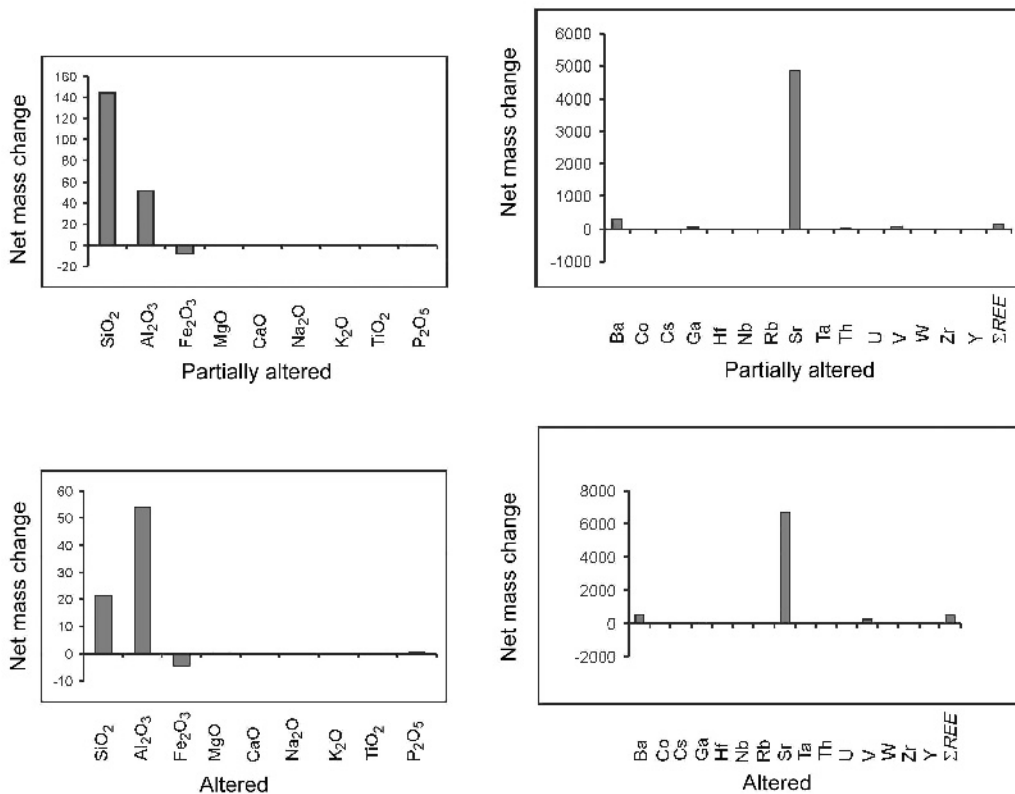 Net mass change
160
140
120
100
80
60
40
20
0
-20
SiO₂ Al₂O₃ Fe₂O₃ MgO CaO Na₂O K₂O TiO₂ P₂O₅
Partially altered
Net mass change
6000
5000
4000
3000
2000
1000
0
-1000
Ba Co Cs Ga Hf Nb Rb Sr Ta Th U V W Zr Y ΣREE
Partially altered
Net mass change
60
50
40
30
20
10
0
-10
SiO₂ Al₂O₃ Fe₂O₃ MgO CaO Na₂O K₂O TiO₂ P₂O₅
Altered
Net mass change
8000
6000
4000
2000
0
-2000
Ba Co Cs Ga Hf Nb Rb Sr Ta Th U V W Zr Y ΣREE
Altered